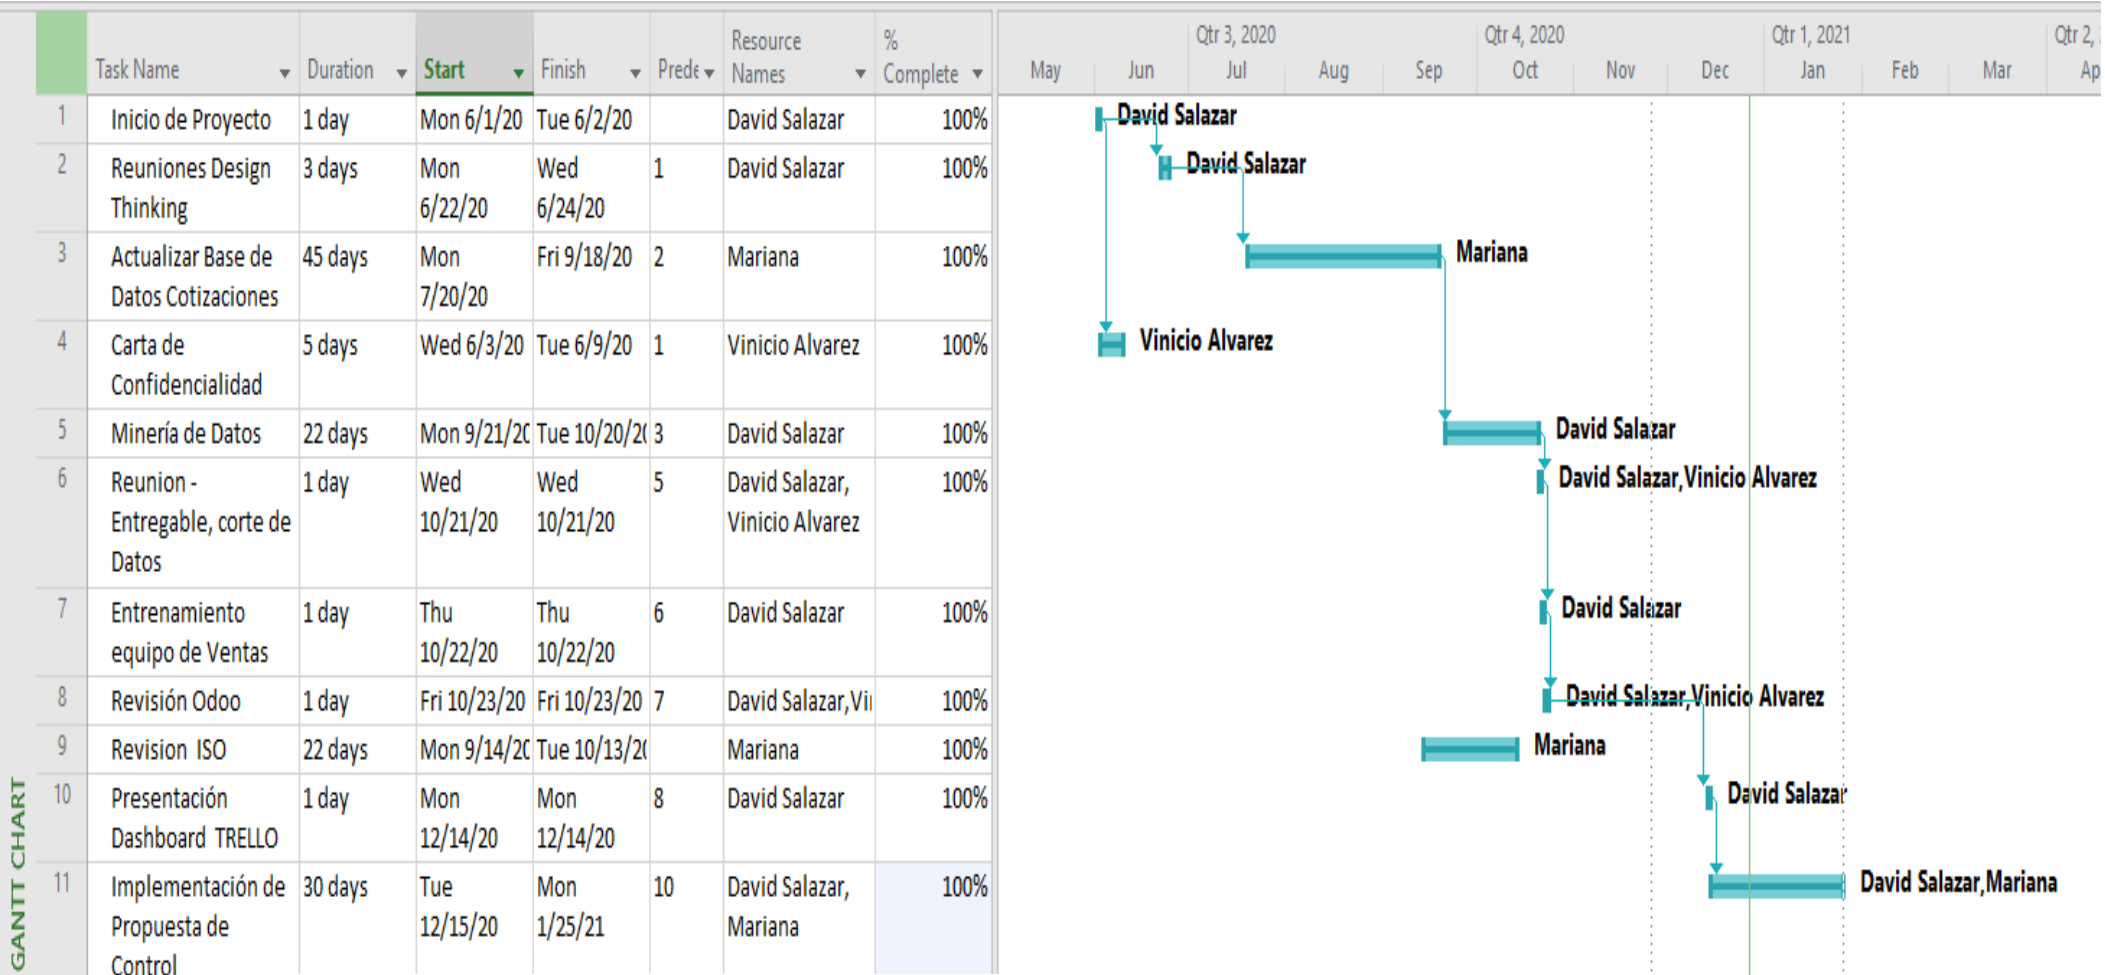 Qtr 3, 2020 Qtr 4, 2020 Qtr 1, 2021 Qtr 2,
Resource %
Task Name Duration Start Finish Prede Names Complete May Jun Jul Aug Sep Oct Nov Dec Jan Feb Mar Ap
1 Inicio de Proyecto 1 day Mon 6/1/20 Tue 6/2/20 David Salazar 100% David Salazar
2 Reuniones Design 3 days Mon Wed 1 David Salazar 100% David Salazar
Thinking 6/22/20 6/24/20
3 Actualizar Base de 45 days Mon Fri 9/18/20 2 Mariana 100% Mariana
Datos Cotizaciones 7/20/20
4 Carta de 5 days Wed 6/3/20 Tue 6/9/20 1 Vinicio Alvarez 100% Vinicio Alvarez
Confidencialidad
5 Minería de Datos 22 days Mon 9/21/20 Tue 10/20/20 3 David Salazar 100% David Salazar
6 Reunion - 1 day Wed Wed 5 David Salazar, 100% David Salazar,Vinicio Alvarez
Entregable, corte de 10/21/20 10/21/20 Vinicio Alvarez
Datos
7 Entrenamiento 1 day Thu Thu 6 David Salazar 100% David Salazar
equipo de Ventas 10/22/20 10/22/20
8 Revisión Odoo 1 day Fri 10/23/20 Fri 10/23/20 7 David Salazar,Vi 100% David Salazar,Vinicio Alvarez
9 Revision ISO 22 days Mon 9/14/20 Tue 10/13/20 Mariana 100% Mariana
10 Presentación 1 day Mon Mon 8 David Salazar 100% David Salazar
Dashboard TRELLO 12/14/20 12/14/20
11 Implementación de 30 days Tue Mon 10 David Salazar, 100% David Salazar,Mariana
Propuesta de 12/15/20 1/25/21 Mariana
Control
GANTT CHART